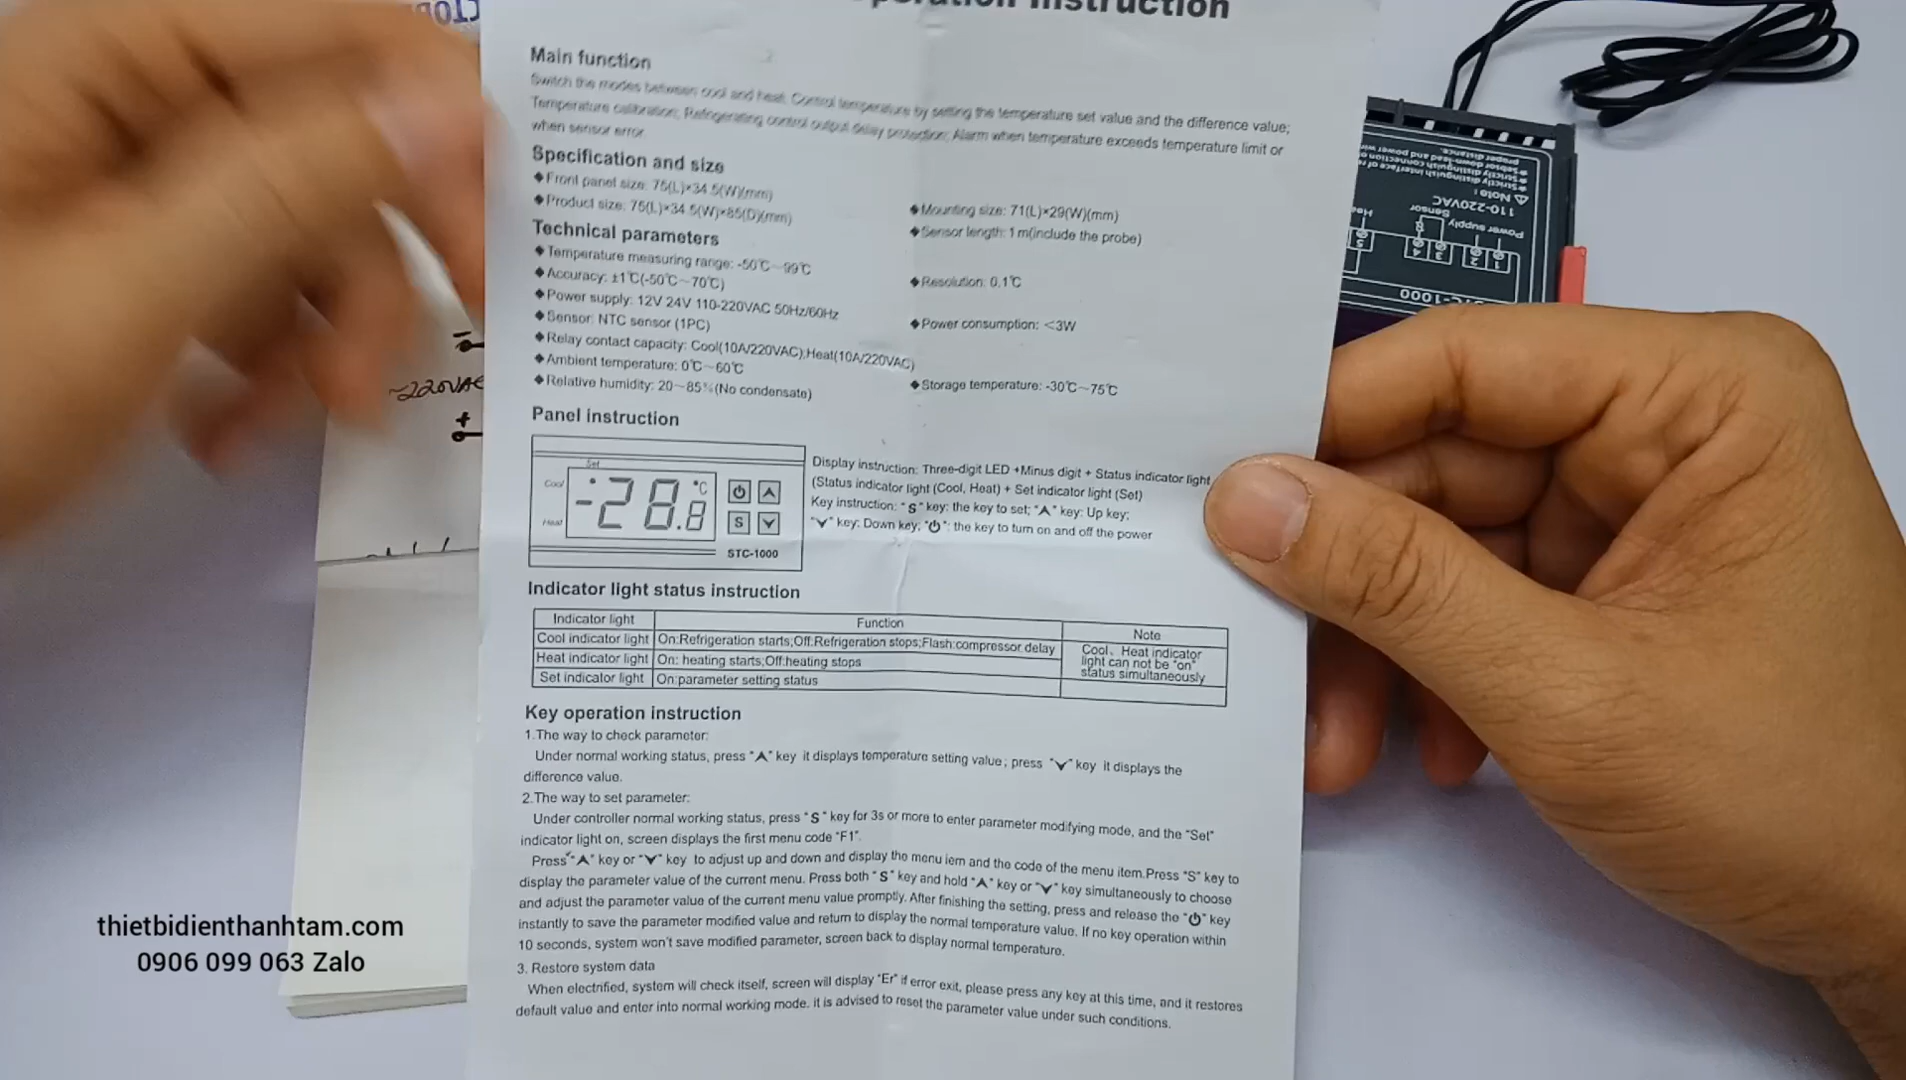 Operation Instruction
Main function
Switch the modes between cool and heat; Control temperature by setting the temperature set value and the difference value;
Temperature calibration; Refrigerating control output delay protection; Alarm when temperature exceeds temperature limit or
when sensor error.
Specification and size
◆Front panel size: 75(L)×34.5(W)(mm)
◆Product size: 75(L)×34.5(W)×85(D)(mm)
◆Mounting size: 71(L)×29(W)(mm)
◆Sensor length: 1m(include the probe)
Technical parameters
◆Temperature measuring range: -50℃~99℃
◆Accuracy: ±1℃(-50℃~70℃)
◆Resolution: 0.1℃
◆Power supply: 12V 24V 110-220VAC 50Hz/60Hz
◆Sensor: NTC sensor (1PC)
◆Power consumption: <3W
◆Relay contact capacity: Cool(10A/220VAC);Heat(10A/220VAC)
◆Ambient temperature: 0℃~60℃
◆Relative humidity: 20~85%(No condensate)
◆Storage temperature: -30℃~75℃
Panel instruction
Set
Cool
Heat
-28.8 ℃
S
STC-1000
Display instruction: Three-digit LED +Minus digit + Status indicator light
(Status indicator light (Cool, Heat) + Set indicator light (Set)
Key instruction: "S" key: the key to set; "⋏" key: Up key;
"⋎" key: Down key; "⏻": the key to turn on and off the power
Indicator light status instruction
Indicator light Function Note
Cool indicator light On:Refrigeration starts;Off:Refrigeration stops;Flash:compressor delay
Heat indicator light On: heating starts;Off:heating stops
Set indicator light On:parameter setting status
Cool、Heat indicator
light can not be "on"
status simultaneously
Key operation instruction
1.The way to check parameter:
Under normal working status, press "⋏" key it displays temperature setting value; press "⋎" key it displays the
difference value.
2.The way to set parameter:
Under controller normal working status, press "S" key for 3s or more to enter parameter modifying mode, and the "Set"
indicator light on, screen displays the first menu code "F1".
Press "⋏" key or "⋎" key to adjust up and down and display the menu iem and the code of the menu item.Press "S" key to
display the parameter value of the current menu. Press both "S" key and hold "⋏" key or "⋎" key simultaneously to choose
and adjust the parameter value of the current menu value promptly. After finishing the setting, press and release the "⏻" key
instantly to save the parameter modified value and return to display the normal temperature value. If no key operation within
10 seconds, system won't save modified parameter, screen back to display normal temperature.
3. Restore system data
When electrified, system will check itself, screen will display "Er" if error exit, please press any key at this time, and it restores
default value and enter into normal working mode. it is advised to reset the parameter value under such conditions.
~220VAC
STC-1000
1 2 3 4 5
Power supply
Sensor
110-220VAC
Note:
thietbidienthanhtam.com
0906 099 063 Zalo